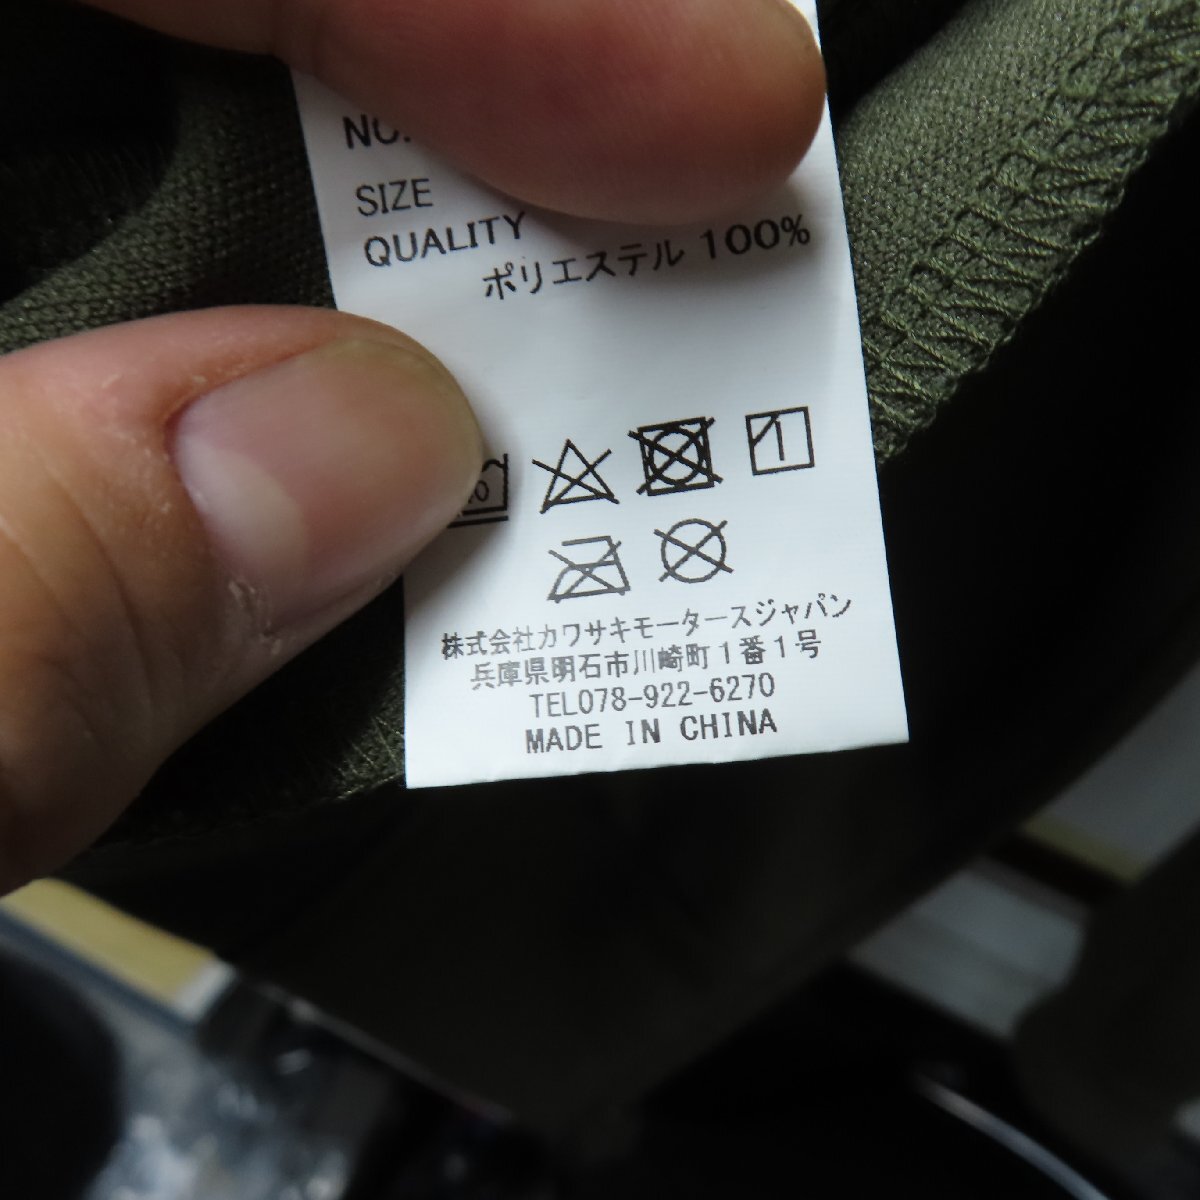 NO.
SIZE
QUALITY
ポリエステル 100%
株式会社カワサキモータースジャパン
兵庫県明石市川崎町1番1号
TEL078-922-6270
MADE IN CHINA